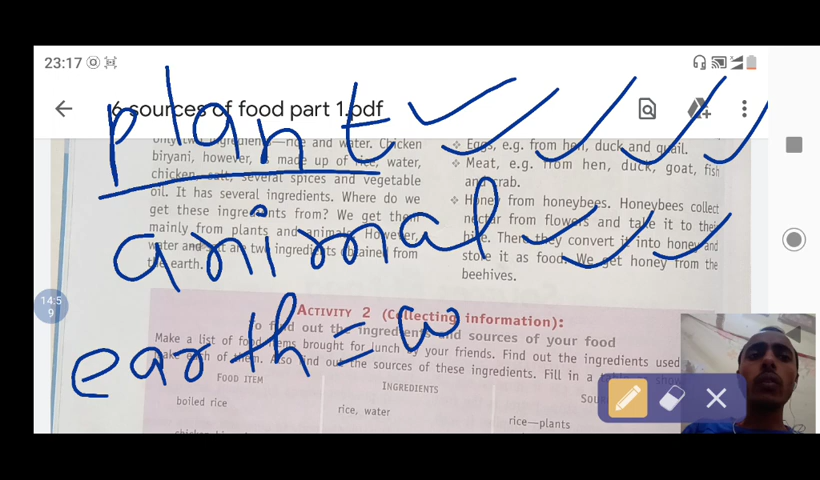 23:17
6 sources of food part 1.pdf
plant
animal
earth = w
only two ingredients—rice and water. Chicken
biryani, however, is made up of rice, water,
chicken, salt, several spices and vegetable
oil. It has several ingredients. Where do we
get these ingredients from? We get them
mainly from plants and animals. However,
water and salt are two ingredients obtained from
the earth.
Eggs, e.g. from hen, duck and quail.
Meat, e.g. from hen, duck, goat, fish
and crab.
Honey from honeybees. Honeybees collect
nectar from flowers and take it to their
hive. There they convert it into honey and
store it as food. We get honey from the
beehives.
14:5
9
ACTIVITY 2 (Collecting information):
To find out the ingredients and sources of your food
Make a list of food items brought for lunch by your friends. Find out the ingredients used
make each of them. Also find out the sources of these ingredients. Fill in a table as show
FOOD ITEM
INGREDIENTS
Sou
boiled rice
rice, water
rice—plants